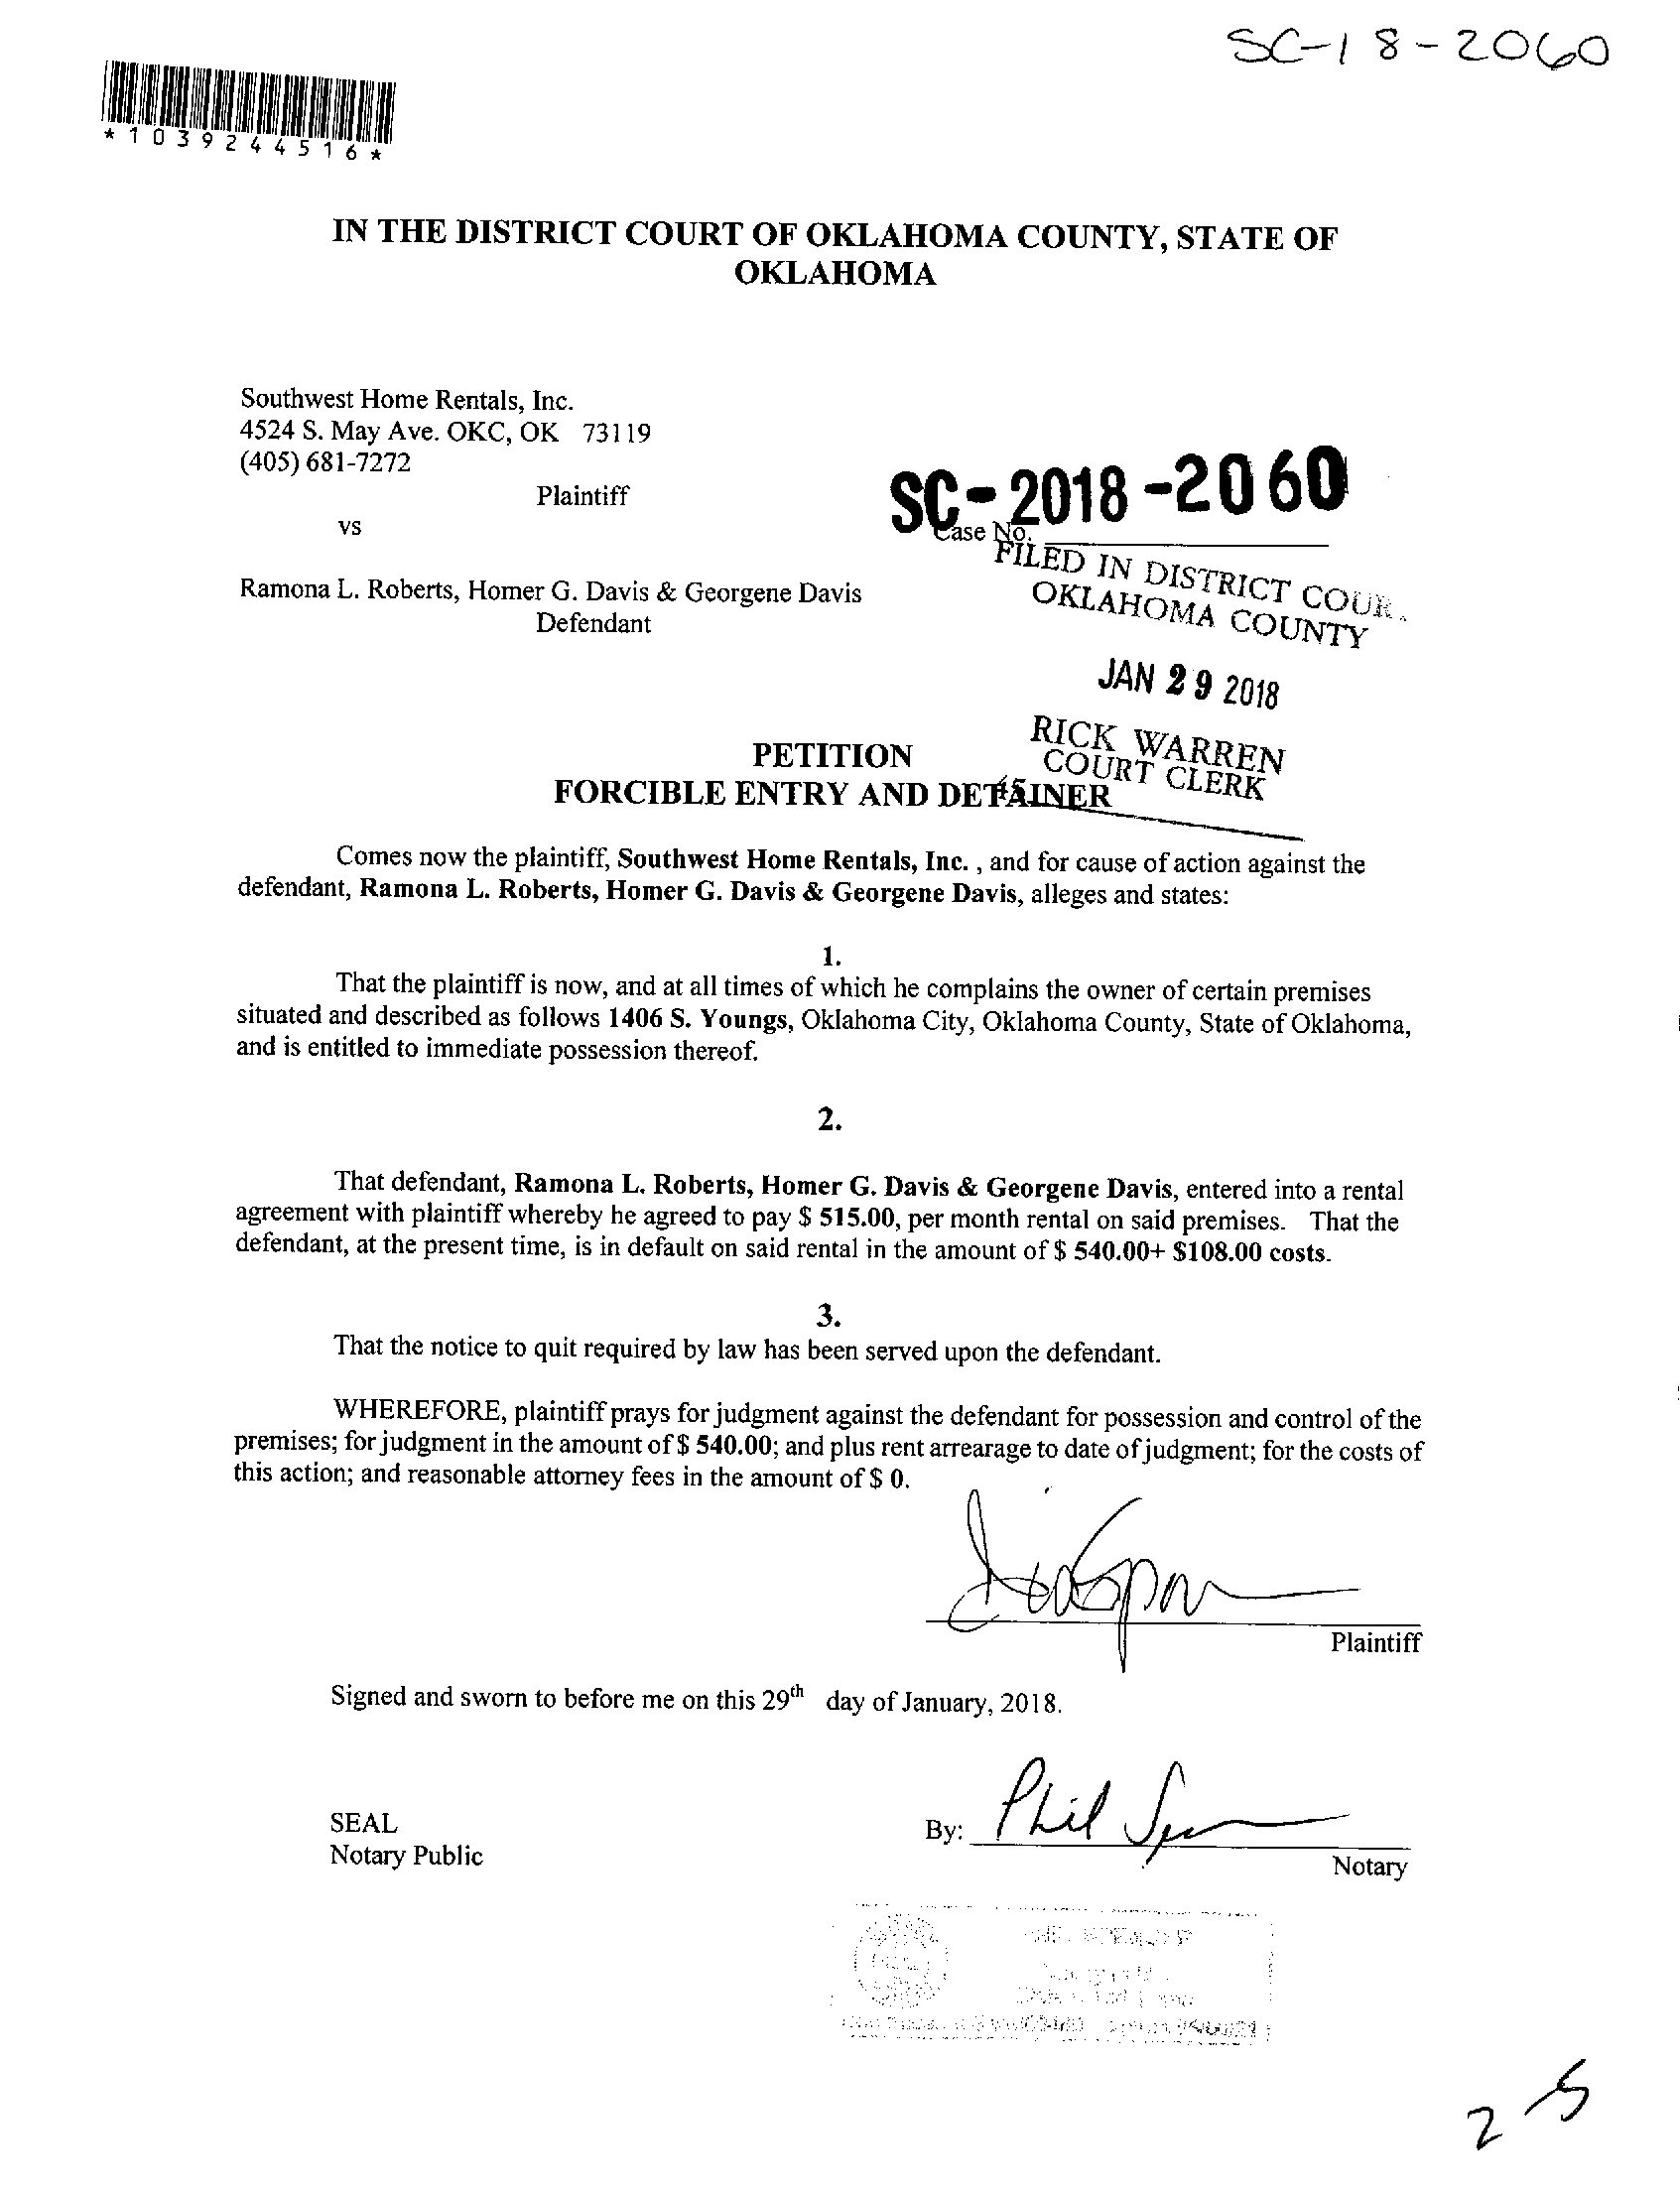 SC-18-2060
*1039244516*
IN THE DISTRICT COURT OF OKLAHOMA COUNTY, STATE OF
OKLAHOMA
Southwest Home Rentals, Inc.
4524 S. May Ave. OKC, OK 73119
(405) 681-7272
Plaintiff
vs
SC-2018-2060
Case No.
FILED IN DISTRICT COUR
OKLAHOMA COUNTY
Ramona L. Roberts, Homer G. Davis & Georgene Davis
Defendant
JAN 29 2018
RICK WARREN
COURT CLERK
PETITION
FORCIBLE ENTRY AND DETAINER
Comes now the plaintiff, Southwest Home Rentals, Inc. , and for cause of action against the
defendant, Ramona L. Roberts, Homer G. Davis & Georgene Davis, alleges and states:
1.
That the plaintiff is now, and at all times of which he complains the owner of certain premises
situated and described as follows 1406 S. Youngs, Oklahoma City, Oklahoma County, State of Oklahoma,
and is entitled to immediate possession thereof.
2.
That defendant, Ramona L. Roberts, Homer G. Davis & Georgene Davis, entered into a rental
agreement with plaintiff whereby he agreed to pay $ 515.00, per month rental on said premises. That the
defendant, at the present time, is in default on said rental in the amount of $ 540.00+ $108.00 costs.
3.
That the notice to quit required by law has been served upon the defendant.
WHEREFORE, plaintiff prays for judgment against the defendant for possession and control of the
premises; for judgment in the amount of $ 540.00; and plus rent arrearage to date of judgment; for the costs of
this action; and reasonable attorney fees in the amount of $ 0.
Plaintiff
Signed and sworn to before me on this 29th day of January, 2018.
SEAL
Notary Public
By: Phil
Notary
2-5